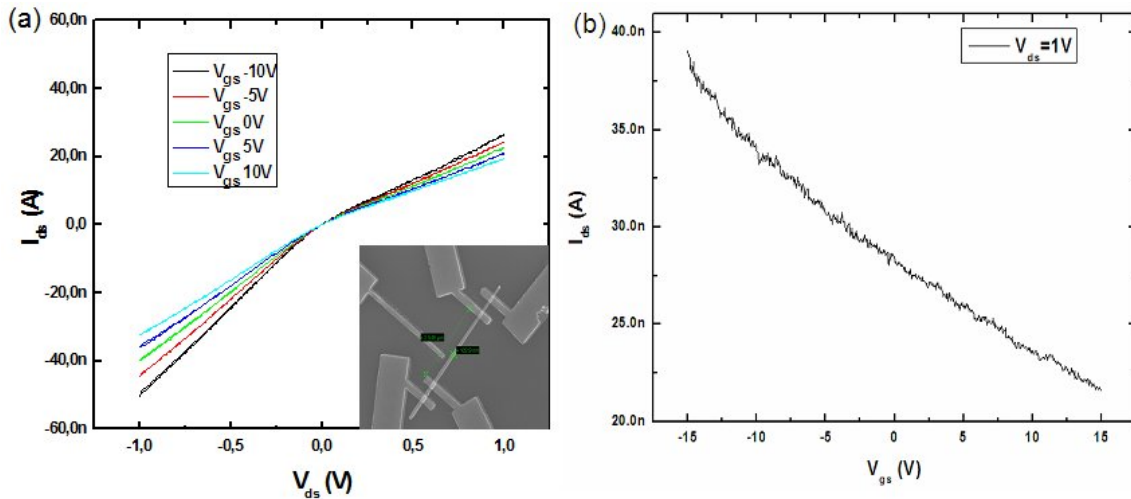 (a)
60,0n
40,0n
20,0n
0,0
-20,0n
-40,0n
-60,0n
I_ds (A)
V_gs -10V
V_gs -5V
V_gs 0V
V_gs 5V
V_gs 10V
-1,0 -0,5 0,0 0,5 1,0
V_ds (V)
(b)
40.0n
35.0n
30.0n
25.0n
20.0n
I_ds (A)
V_ds=1V
-15 -10 -5 0 5 10 15
V_gs (V)